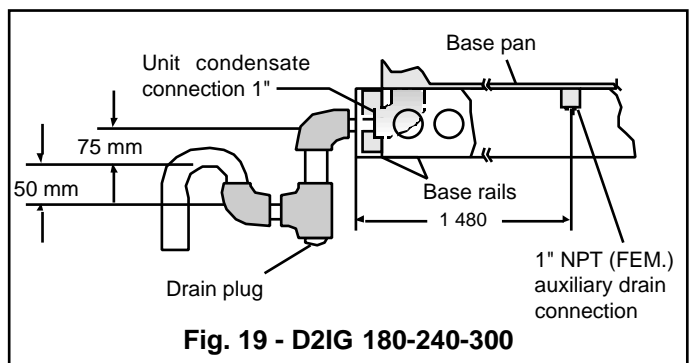 Base pan
Unit condensate
connection 1"
75 mm
50 mm
Base rails
1 480
Drain plug
1" NPT (FEM.)
auxiliary drain
connection
Fig. 19 - D2IG 180-240-300